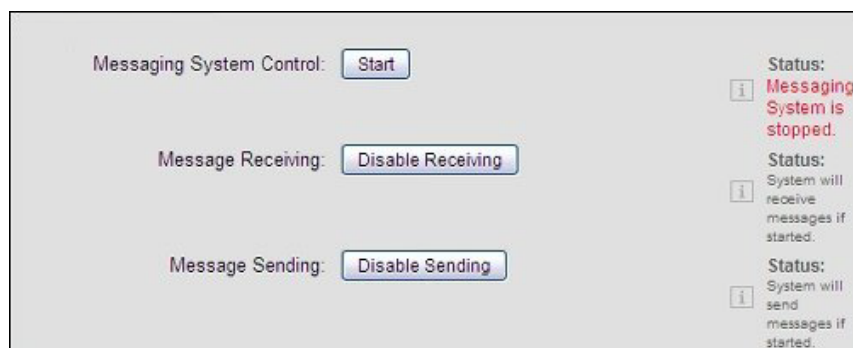 Messaging System Control:
Start
Status:
Messaging
System is
stopped.
Message Receiving:
Disable Receiving
Status:
System will
receive
messages if
started.
Message Sending:
Disable Sending
Status:
System will
send
messages if
started.